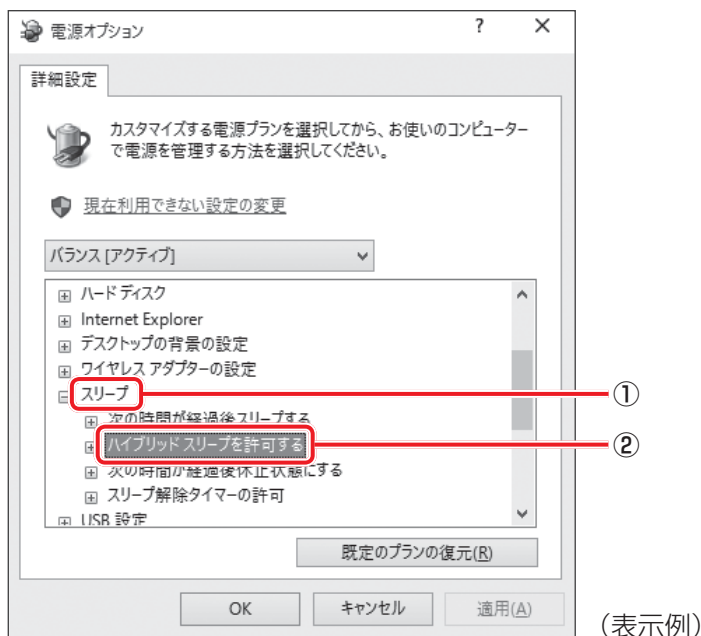 電源オプション ? ×
詳細設定
カスタマイズする電源プランを選択してから、お使いのコンピューター
で電源を管理する方法を選択してください。
現在利用できない設定の変更
バランス [アクティブ]
ハード ディスク
Internet Explorer
デスクトップの背景の設定
ワイヤレス アダプターの設定
スリープ ①
次の時間が経過後スリープする
ハイブリッド スリープを許可する ②
次の時間が経過後休止状態にする
スリープ解除タイマーの許可
USB 設定
既定のプランの復元(R)
OK キャンセル 適用(A)
(表示例)